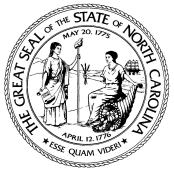 THE GREAT SEAL OF THE STATE OF NORTH CAROLINA
MAY 20. 1775
APRIL 12. 1776
★ ESSE QUAM VIDERI ★